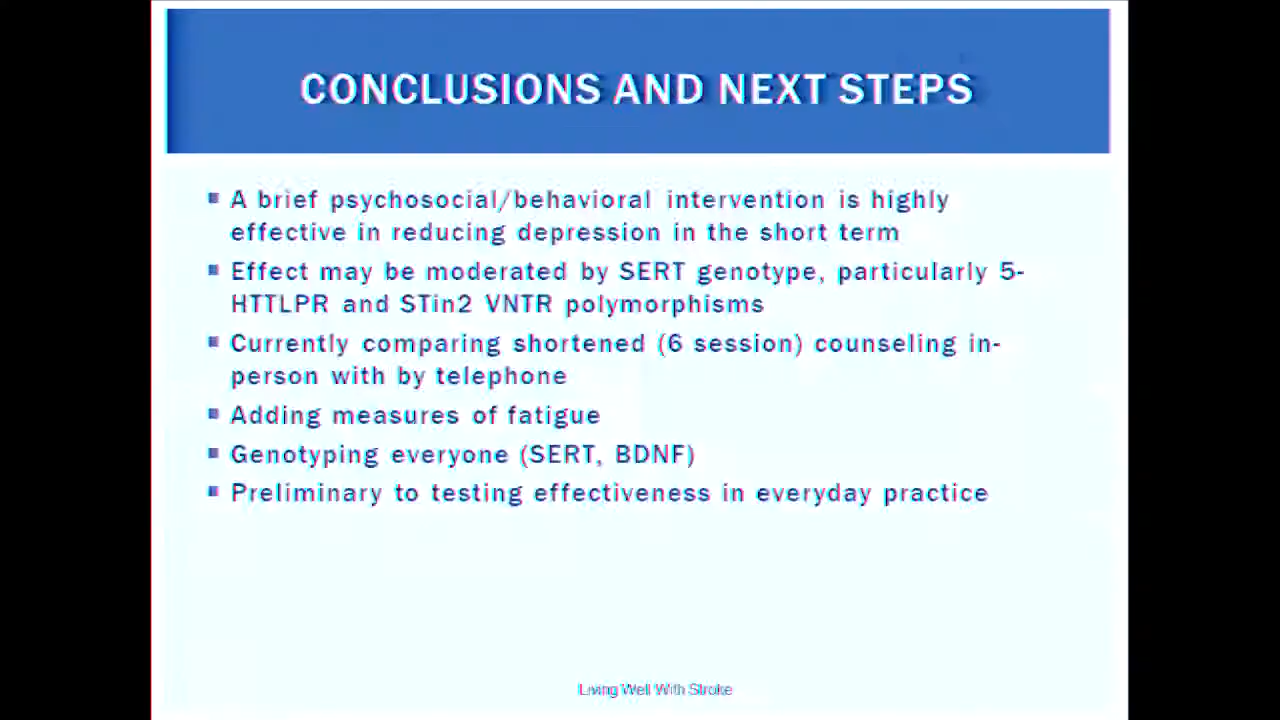 CONCLUSIONS AND NEXT STEPS
A brief psychosocial/behavioral intervention is highly
effective in reducing depression in the short term
Effect may be moderated by SERT genotype, particularly 5-
HTTLPR and STin2 VNTR polymorphisms
Currently comparing shortened (6 session) counseling in-
person with by telephone
Adding measures of fatigue
Genotyping everyone (SERT, BDNF)
Preliminary to testing effectiveness in everyday practice
Living Well With Stroke